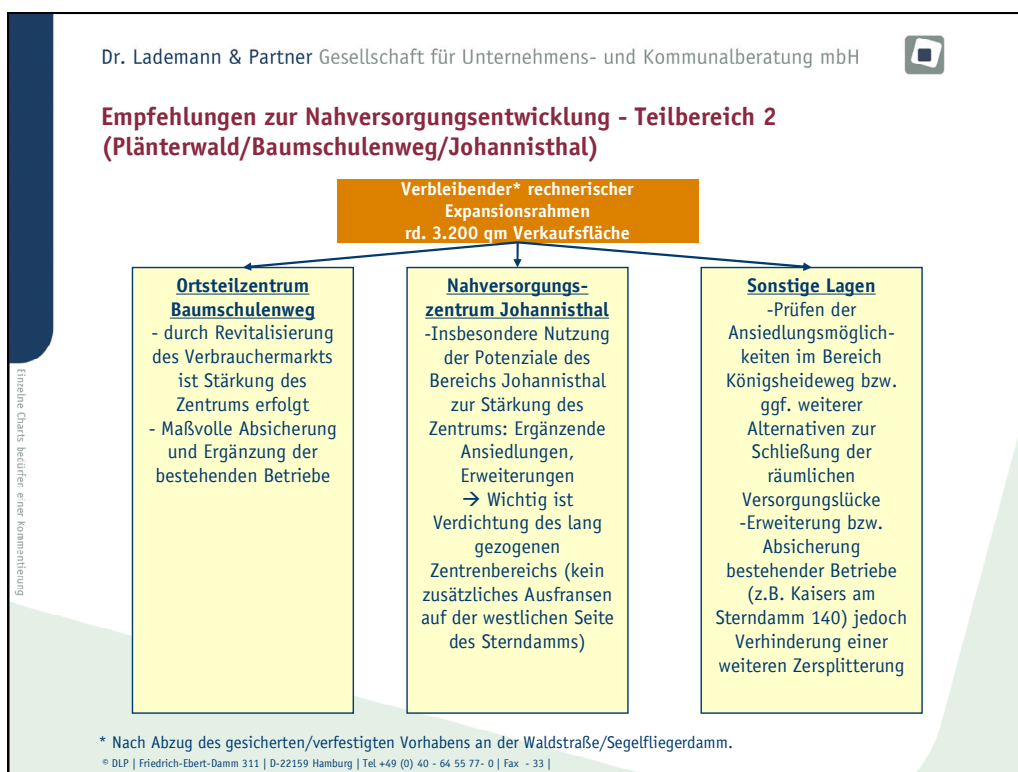 Dr. Lademann & Partner Gesellschaft für Unternehmens- und Kommunalberatung mbH
Empfehlungen zur Nahversorgungsentwicklung - Teilbereich 2
(Plänterwald/Baumschulenweg/Johannisthal)
Verbleibender* rechnerischer
Expansionsrahmen
rd. 3.200 qm Verkaufsfläche
Ortsteilzentrum
Baumschulenweg
- durch Revitalisierung
des Verbrauchermarkts
ist Stärkung des
Zentrums erfolgt
- Maßvolle Absicherung
und Ergänzung der
bestehenden Betriebe
Nahversorgungs-
zentrum Johannisthal
-Insbesondere Nutzung
der Potenziale des
Bereichs Johannisthal
zur Stärkung des
Zentrums: Ergänzende
Ansiedlungen,
Erweiterungen
→ Wichtig ist
Verdichtung des lang
gezogenen
Zentrenbereichs (kein
zusätzliches Ausfransen
auf der westlichen Seite
des Sterndamms)
Sonstige Lagen
-Prüfen der
Ansiedlungsmöglich-
keiten im Bereich
Königsheideweg bzw.
ggf. weiterer
Alternativen zur
Schließung der
räumlichen
Versorgungslücke
-Erweiterung bzw.
Absicherung
bestehender Betriebe
(z.B. Kaisers am
Sterndamm 140) jedoch
Verhinderung einer
weiteren Zersplitterung
Einzelne Charts bedürfen einer Kommentierung
* Nach Abzug des gesicherten/verfestigten Vorhabens an der Waldstraße/Segelfliegerdamm.
© DLP | Friedrich-Ebert-Damm 311 | D-22159 Hamburg | Tel +49 (0) 40 - 64 55 77- 0 | Fax - 33 |